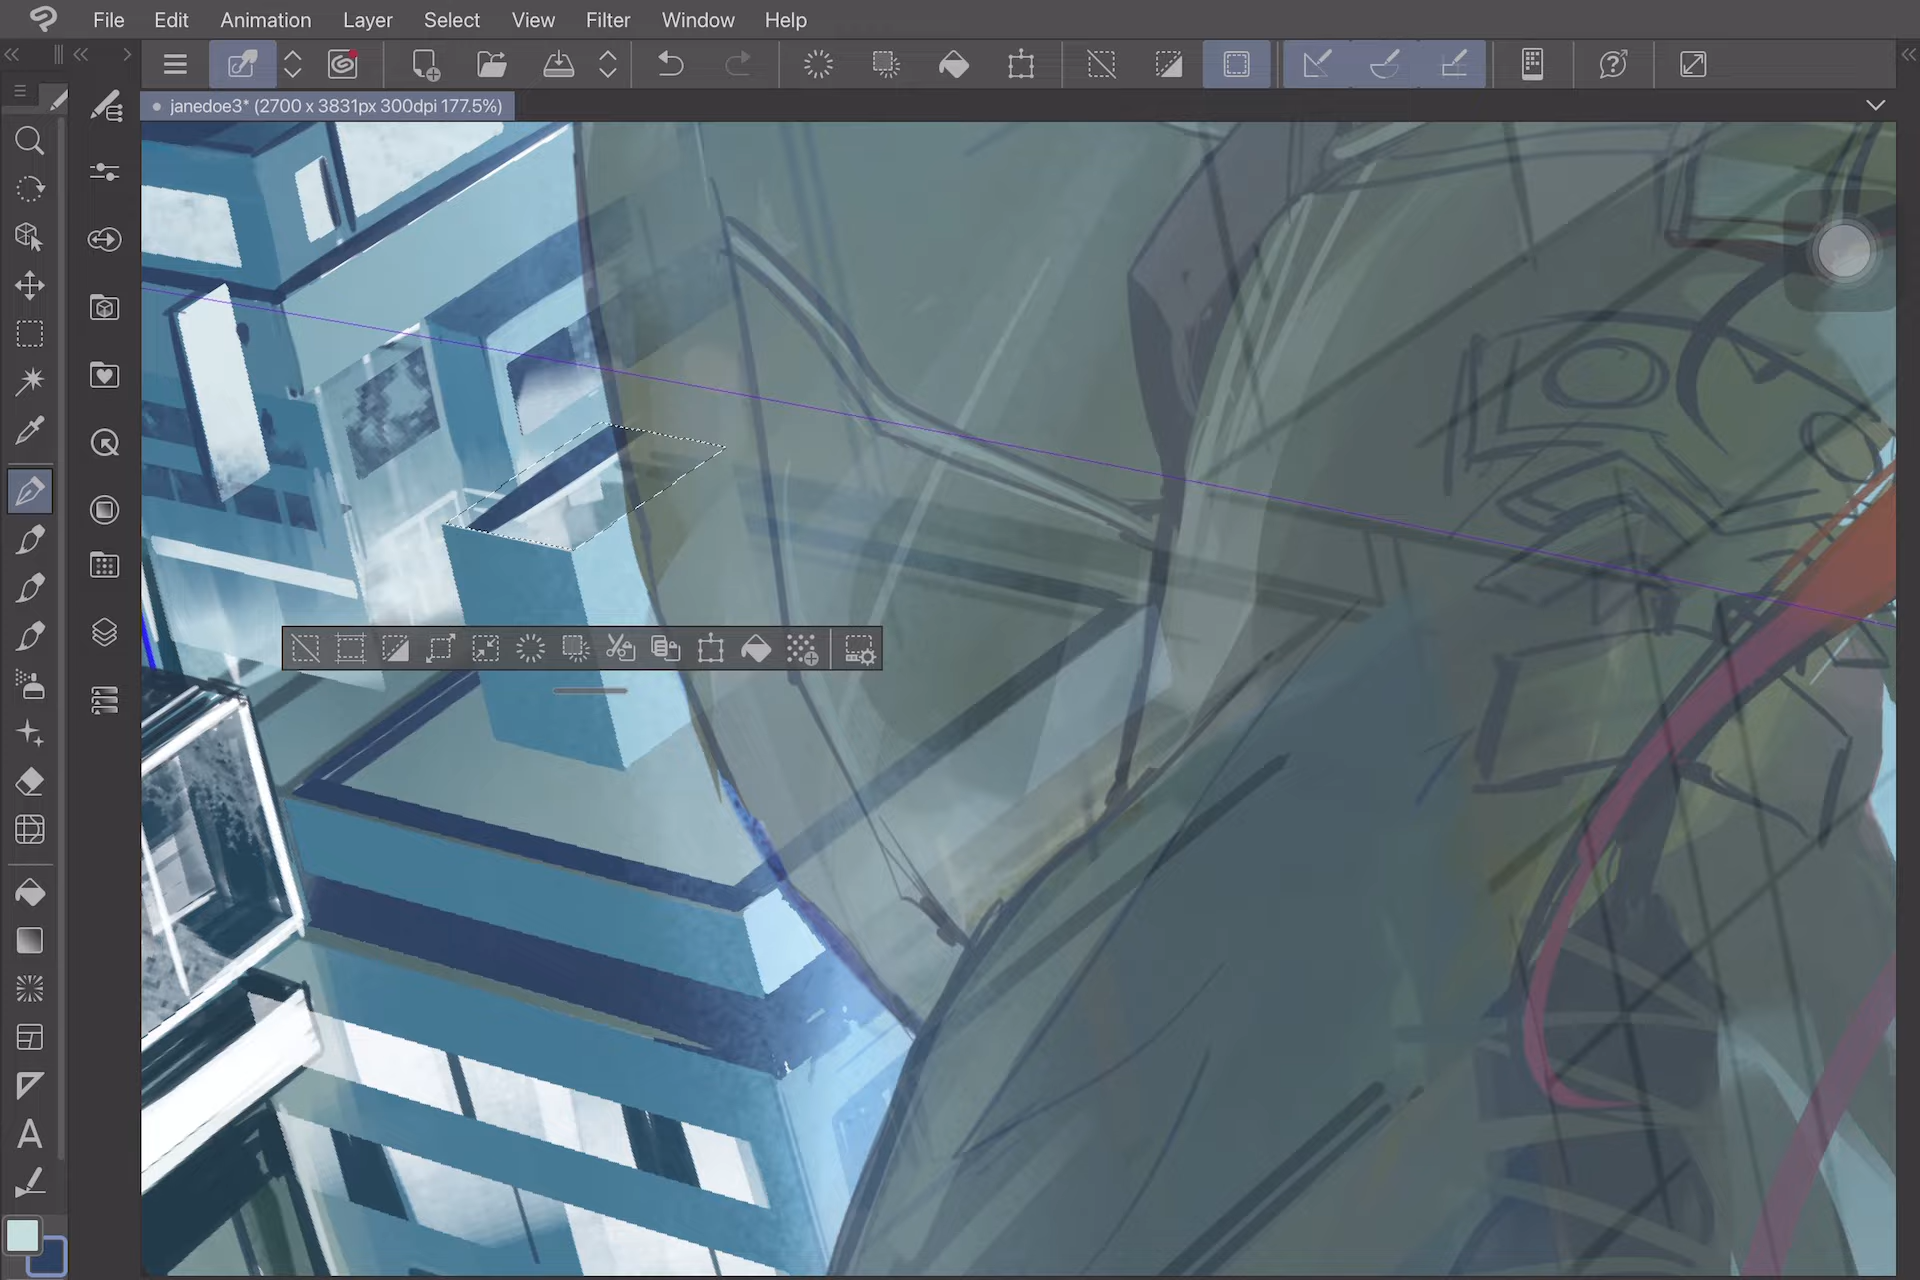 File Edit Animation Layer Select View Filter Window Help
janedoe3* (2700 x 3831px 300dpi 177.5%)